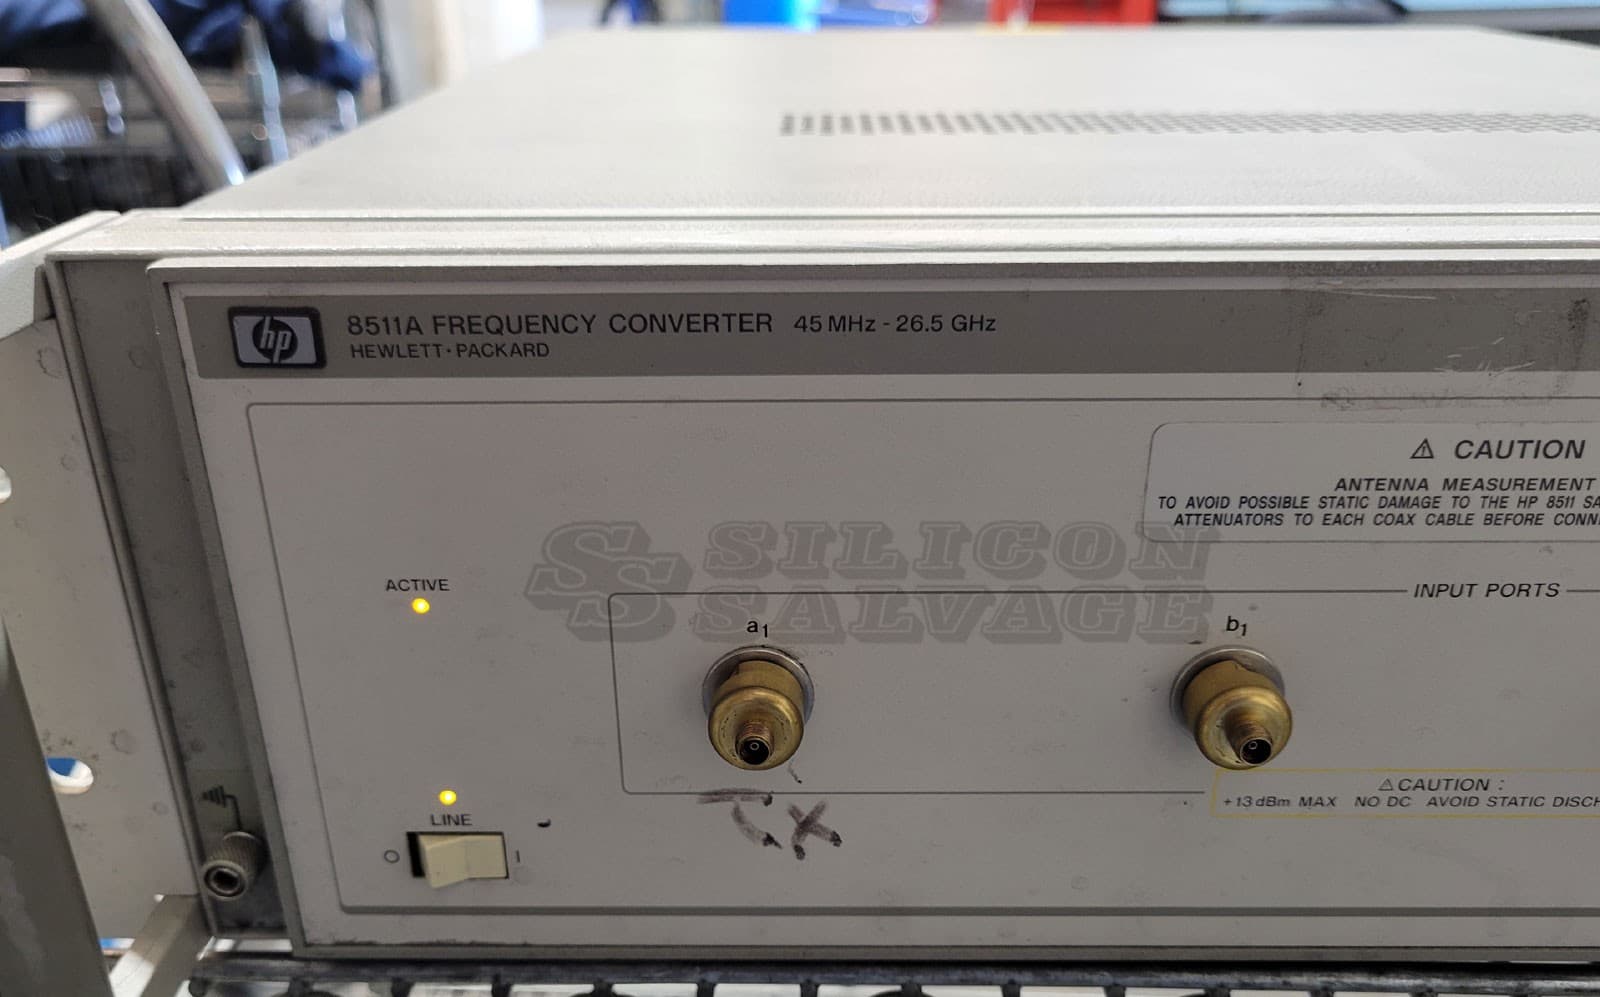 hp
8511A FREQUENCY CONVERTER 45 MHz - 26.5 GHz
HEWLETT·PACKARD
⚠ CAUTION
ANTENNA MEASUREMENT
TO AVOID POSSIBLE STATIC DAMAGE TO THE HP 8511
ATTENUATORS TO EACH COAX CABLE BEFORE
SS SILICON
SALVAGE
ACTIVE
INPUT PORTS
a1
b1
⚠ CAUTION :
+13 dBm MAX NO DC AVOID STATIC
TX
LINE
O I